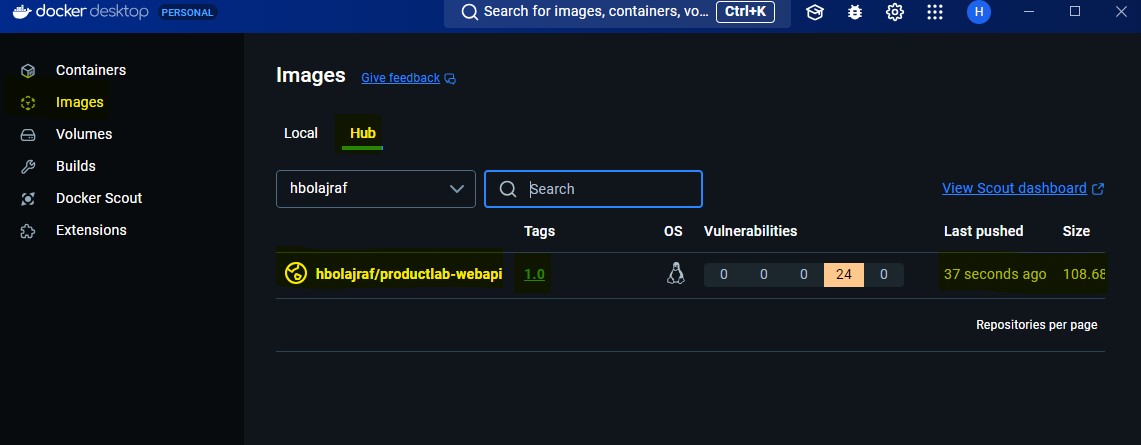 docker desktop PERSONAL Search for images, containers, vo... Ctrl+K H
Containers
Images
Volumes
Builds
Docker Scout
Extensions
Images Give feedback
Local Hub
hbolajraf Search View Scout dashboard
Tags OS Vulnerabilities Last pushed Size
hbolajraf/productlab-webapi 1.0 0 0 0 24 0 37 seconds ago 108.68
Repositories per page